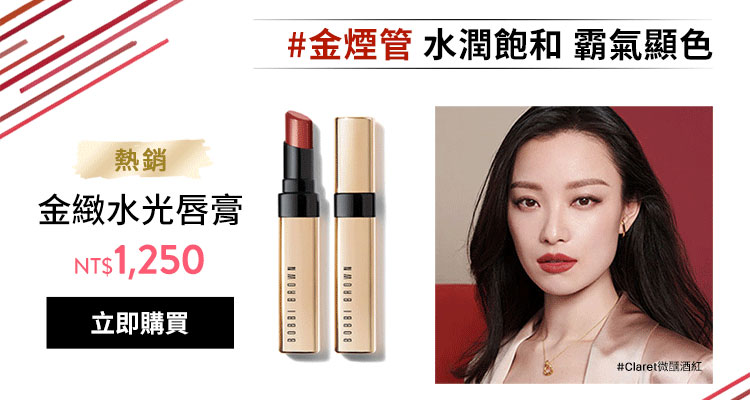 #金煙管 水潤飽和 霸氣顯色
熱銷
金緻水光唇膏
NT$1,250
立即購買
BOBBI BROWN
BOBBI BROWN
#Claret微醺酒紅